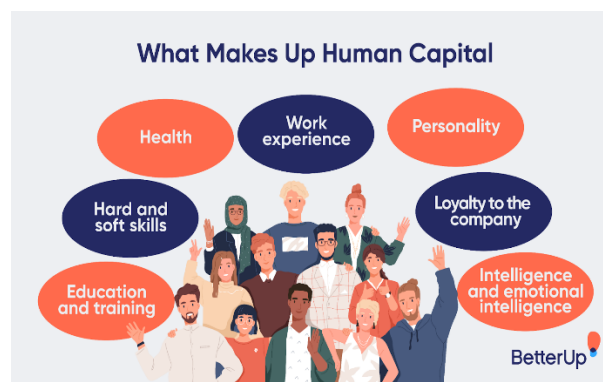 What Makes Up Human Capital
Health
Work
experience
Personality
Hard and
soft skills
Loyalty to the
company
Education
and training
Intelligence
and emotional
intelligence
BetterUp